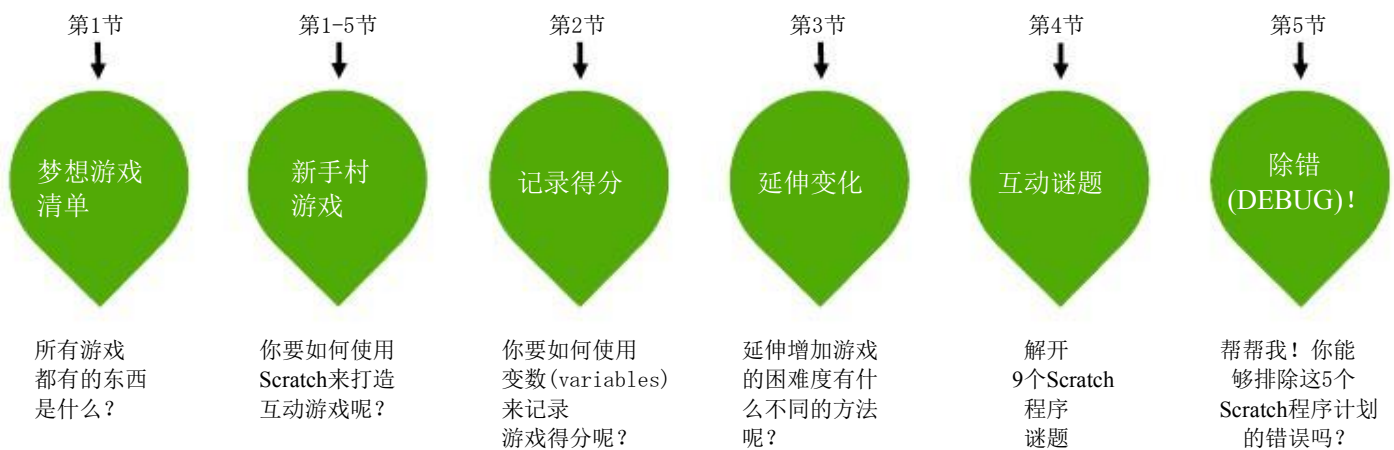 第1节
第1-5节
第2节
第3节
第4节
第5节
梦想游戏
清单
新手村
游戏
记录得分
延伸变化
互动谜题
除错
(DEBUG)!
所有游戏
都有的东西
是什么？
你要如何使用
Scratch来打造
互动游戏呢？
你要如何使用
变数(variables)
来记录
游戏得分呢？
延伸增加游戏
的困难度有什
么不同的方法
呢？
解开
9个Scratch
程序
谜题
帮帮我！你能
够排除这5个
Scratch程序计划
的错误吗？